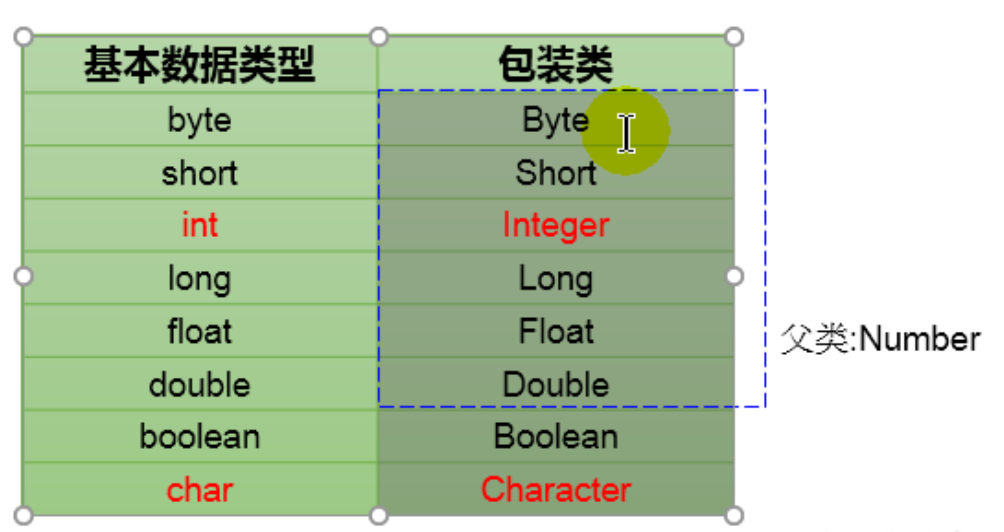 基本数据类型 包装类
byte Byte
short Short
int Integer
long Long
float Float
父类:Number
double Double
boolean Boolean
char Character